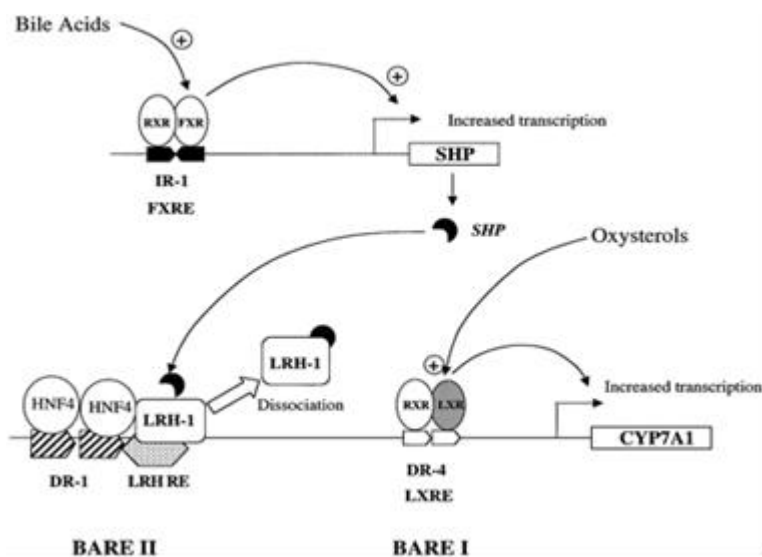 Bile Acids
+
+
RXR FXR
Increased transcription
SHP
IR-1
FXRE
SHP
Oxysterols
LRH-1
HNF4 HNF4
LRH-1
Dissociation
+
RXR LXR
Increased transcription
CYP7A1
DR-1 LRH RE
DR-4
LXRE
BARE II BARE I